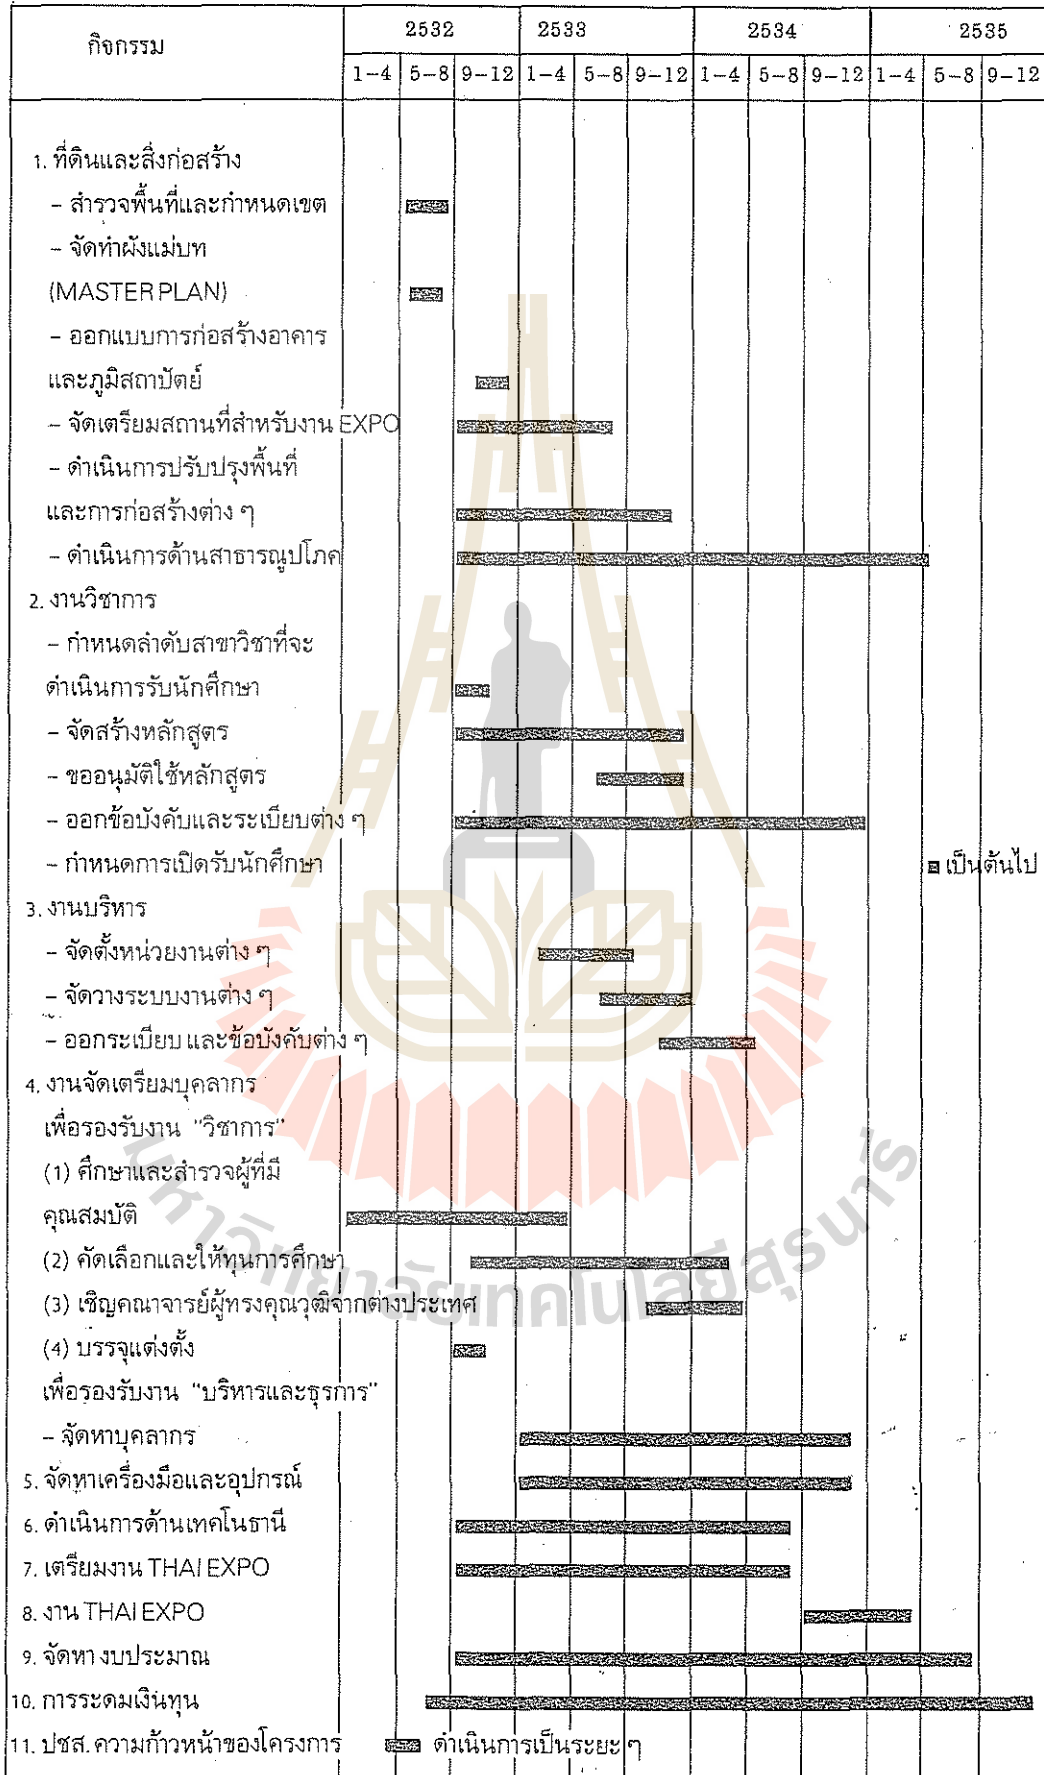 กิจกรรม 2532 2533 2534 2535
1-4 5-8 9-12 1-4 5-8 9-12 1-4 5-8 9-12 1-4 5-8 9-12
1. ที่ดินและสิ่งก่อสร้าง
- สำรวจพื้นที่และกำหนดเขต
- จัดทำผังแม่บท
(MASTER PLAN)
- ออกแบบการก่อสร้างอาคาร
และภูมิสถาปัตย์
- จัดเตรียมสถานที่สำหรับงาน EXPO
- ดำเนินการปรับปรุงพื้นที่
และการก่อสร้างต่าง ๆ
- ดำเนินการด้านสาธารณูปโภค
2. งานวิชาการ
- กำหนดลำดับสาขาวิชาที่จะ
ดำเนินการรับนักศึกษา
- จัดสร้างหลักสูตร
- ขออนุมัติใช้หลักสูตร
- ออกข้อบังคับและระเบียบต่าง ๆ
- กำหนดการเปิดรับนักศึกษา เป็นต้นไป
3. งานบริหาร
- จัดตั้งหน่วยงานต่าง ๆ
- จัดวางระบบงานต่าง ๆ
- ออกระเบียบ และข้อบังคับต่าง ๆ
4. งานจัดเตรียมบุคลากร
เพื่อรองรับงาน "วิชาการ"
(1) ศึกษาและสำรวจผู้ที่มี
คุณสมบัติ
(2) คัดเลือกและให้ทุนการศึกษา
(3) เชิญคณาจารย์ผู้ทรงคุณวุฒิจากต่างประเทศ
(4) บรรจุแต่งตั้ง
เพื่อรองรับงาน "บริหารและธุรการ"
- จัดหาบุคลากร
5. จัดหาเครื่องมือและอุปกรณ์
6. ดำเนินการด้านเทคโนธานี
7. เตรียมงาน THAI EXPO
8. งาน THAI EXPO
9. จัดหางบประมาณ
10. การระดมเงินทุน
11. ปชส. ความก้าวหน้าของโครงการ ดำเนินการเป็นระยะ ๆ
มหาวิทยาลัยเทคโนโลยีสุรนารี